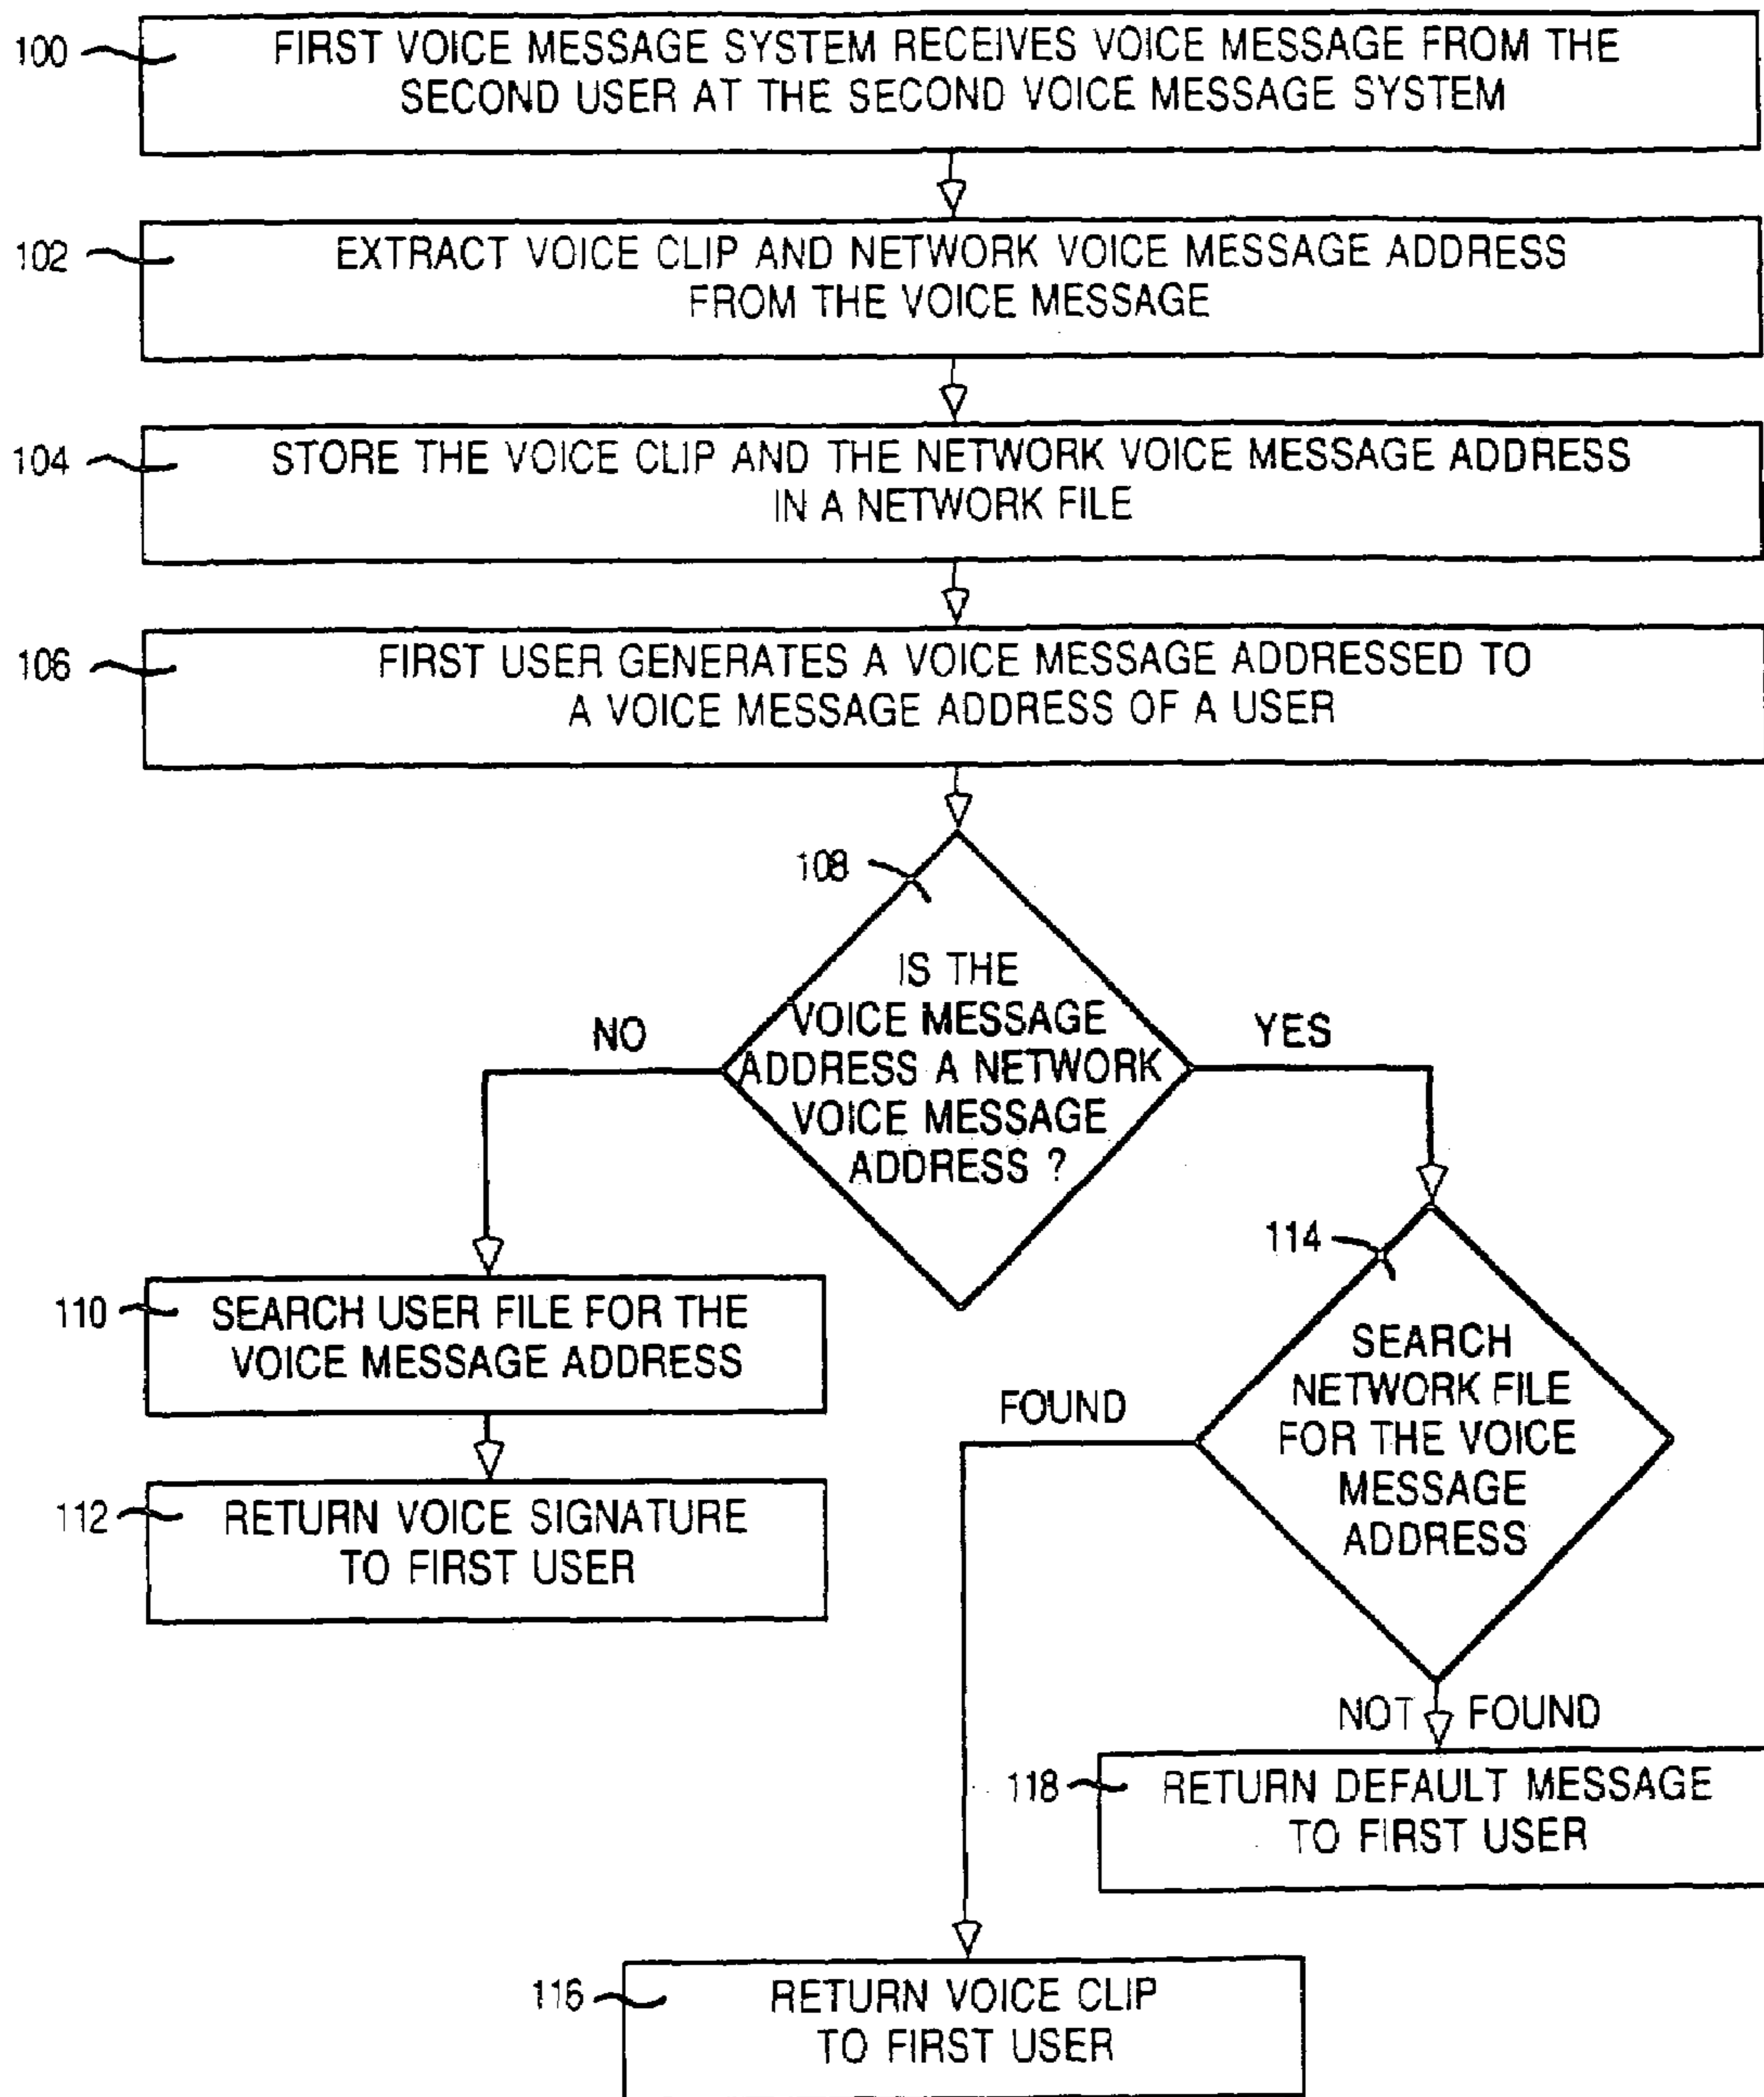 100
FIRST VOICE MESSAGE SYSTEM RECEIVES VOICE MESSAGE FROM THE
SECOND USER AT THE SECOND VOICE MESSAGE SYSTEM
102
EXTRACT VOICE CLIP AND NETWORK VOICE MESSAGE ADDRESS
FROM THE VOICE MESSAGE
104
STORE THE VOICE CLIP AND THE NETWORK VOICE MESSAGE ADDRESS
IN A NETWORK FILE
106
FIRST USER GENERATES A VOICE MESSAGE ADDRESSED TO
A VOICE MESSAGE ADDRESS OF A USER
108
IS THE
VOICE MESSAGE
ADDRESS A NETWORK
VOICE MESSAGE
ADDRESS ?
NO
YES
110
SEARCH USER FILE FOR THE
VOICE MESSAGE ADDRESS
112
RETURN VOICE SIGNATURE
TO FIRST USER
114
SEARCH
NETWORK FILE
FOR THE VOICE
MESSAGE
ADDRESS
FOUND
NOT FOUND
118
RETURN DEFAULT MESSAGE
TO FIRST USER
116
RETURN VOICE CLIP
TO FIRST USER